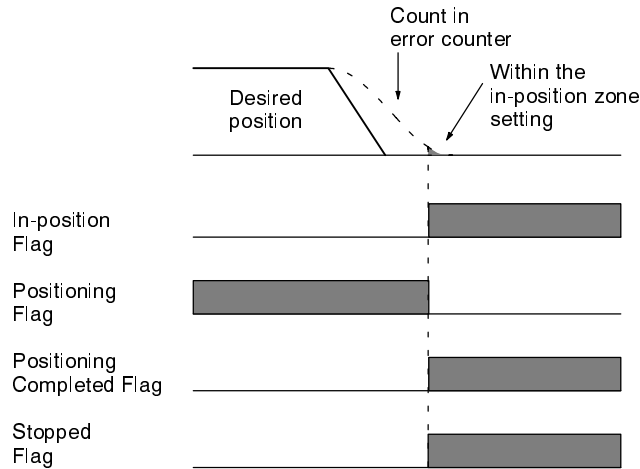 Count in
error counter
Within the
in-position zone
setting
Desired
position
In-position
Flag
Positioning
Flag
Positioning
Completed Flag
Stopped
Flag